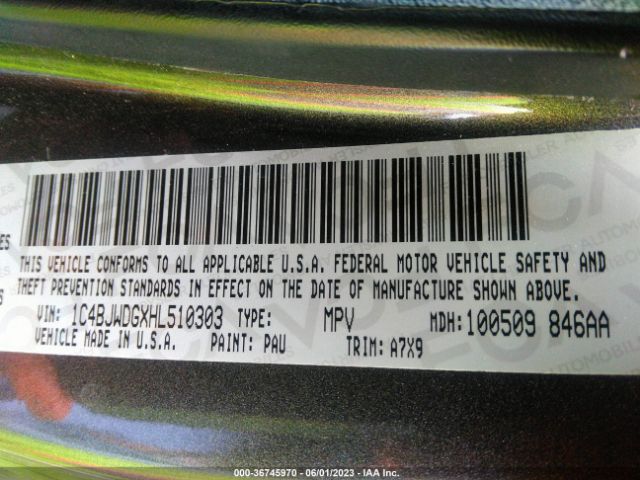 ES
THIS VEHICLE CONFORMS TO ALL APPLICABLE U.S.A. FEDERAL MOTOR VEHICLE SAFETY AND
THEFT PREVENTION STANDARDS IN EFFECT ON THE DATE OF MANUFACTURE SHOWN ABOVE.
S
VIN: 1C4BJWDGXHL510303 TYPE: MPV MDH: 100509 846AA
VEHICLE MADE IN U.S.A. PAINT: PAU TRIM: A7X9
000-36745970 - 06/01/2023 - IAA Inc.